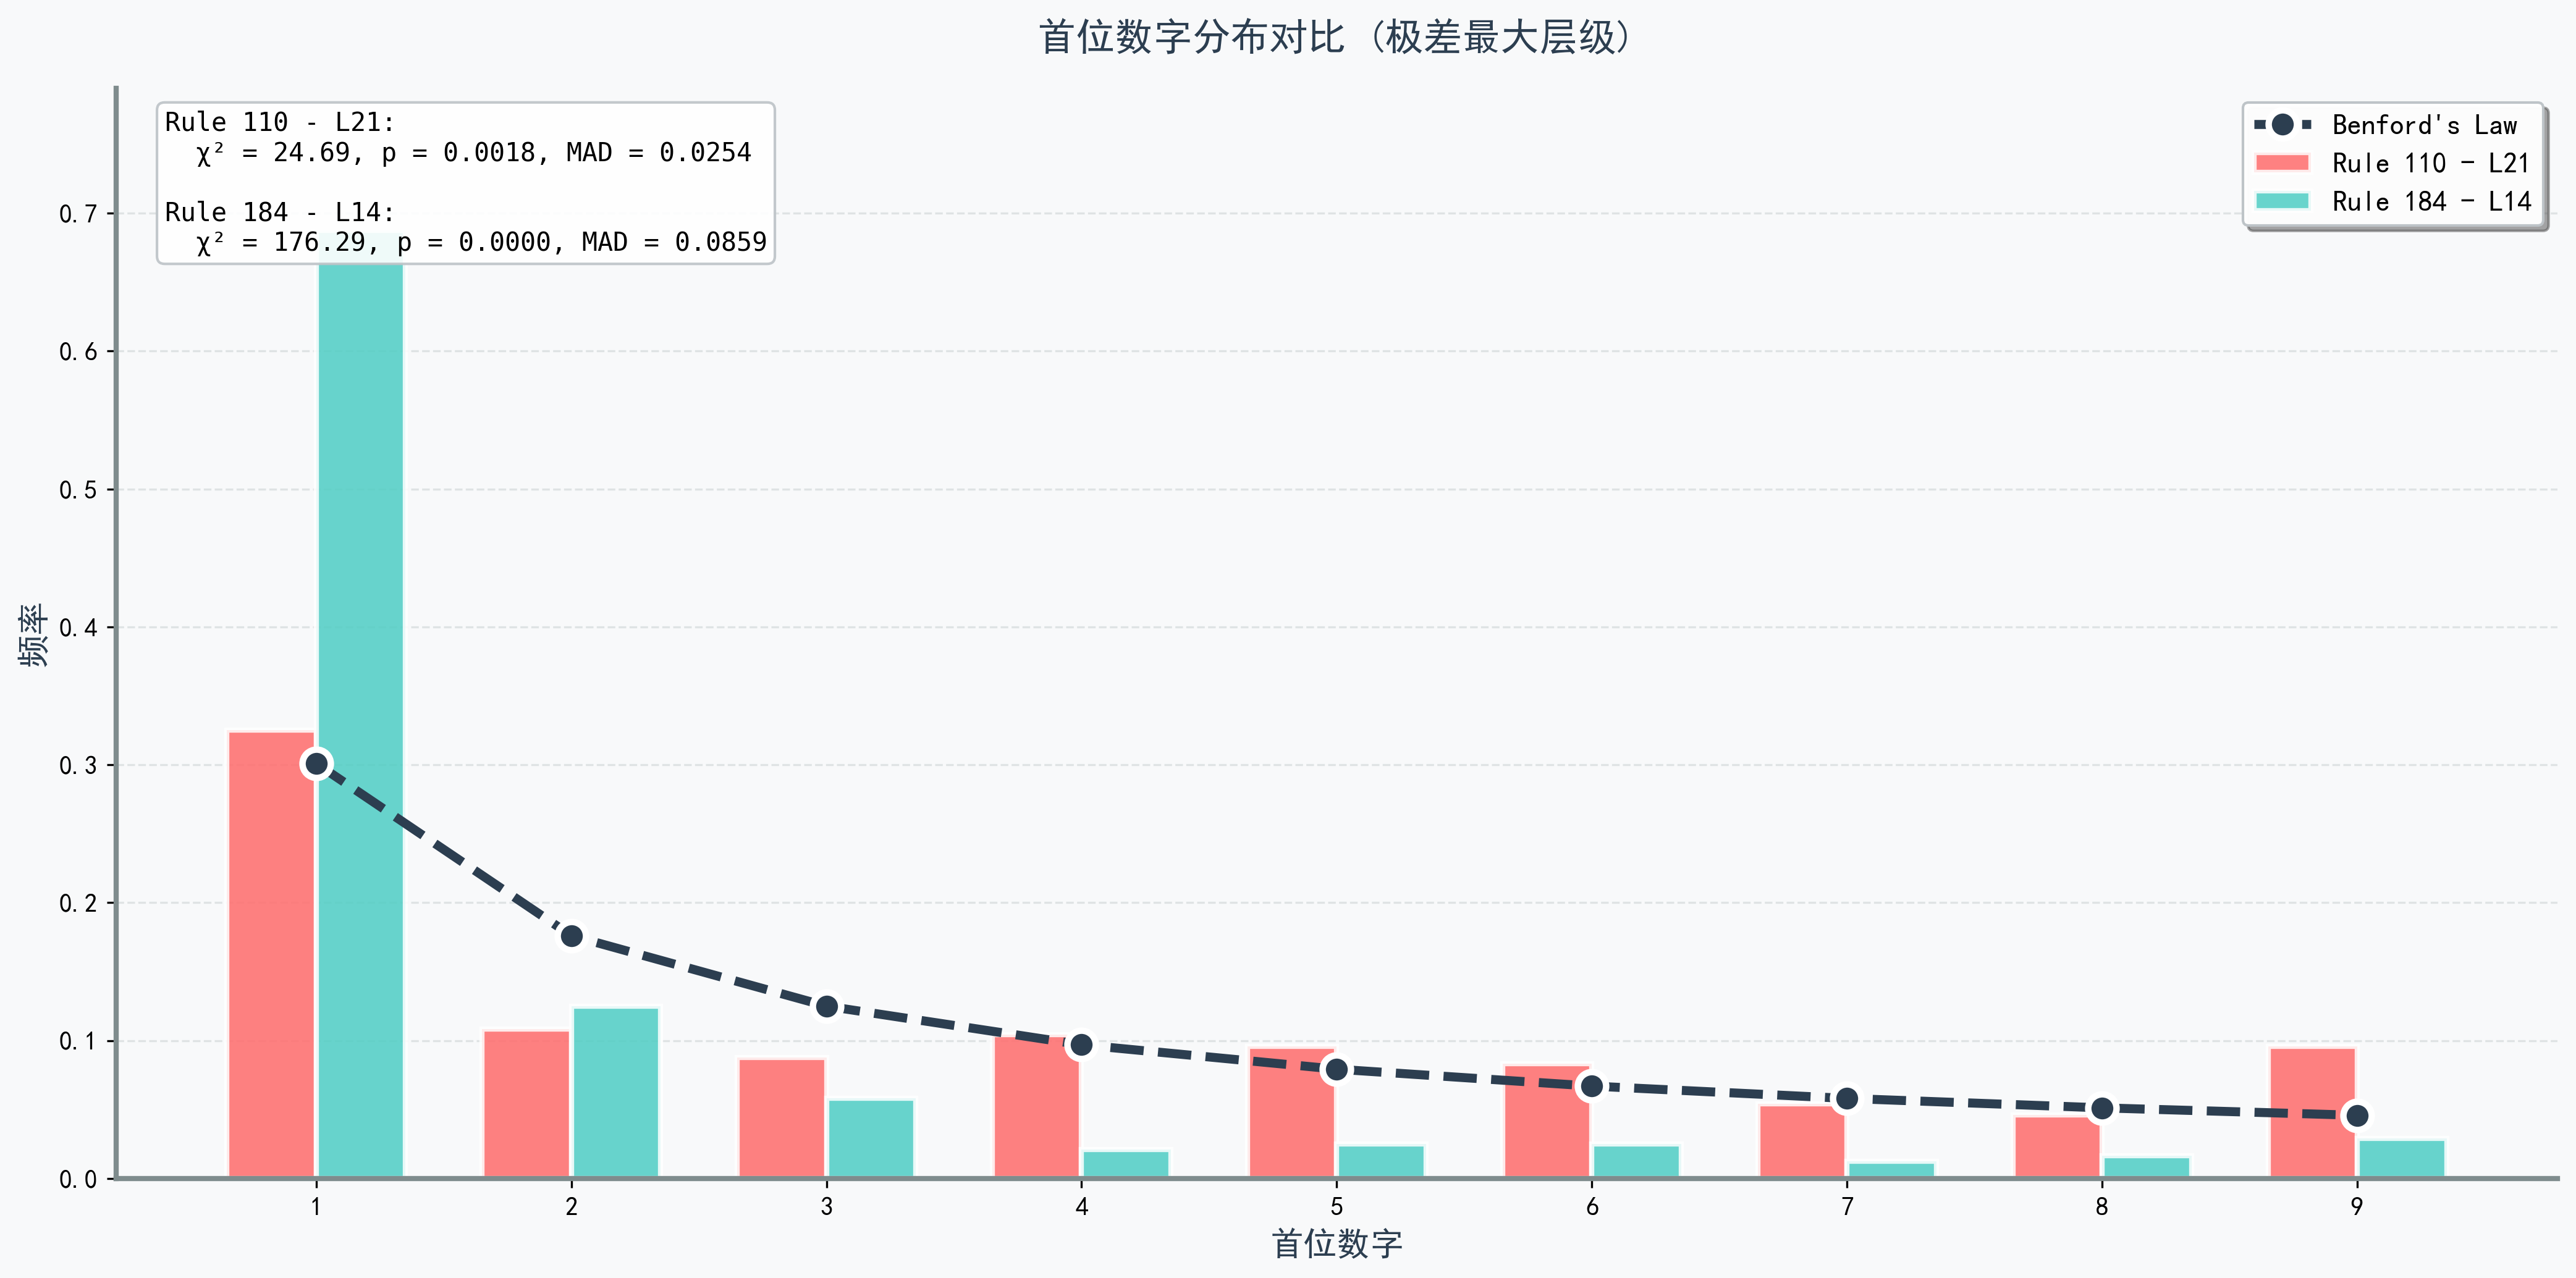 首位数字分布对比 (极差最大层级)
Rule 110 - L21:
χ² = 24.69, p = 0.0018, MAD = 0.0254
Rule 184 - L14:
χ² = 176.29, p = 0.0000, MAD = 0.0859
Benford's Law
Rule 110 - L21
Rule 184 - L14
频率
0.7
0.6
0.5
0.4
0.3
0.2
0.1
0.0
1 2 3 4 5 6 7 8 9
首位数字